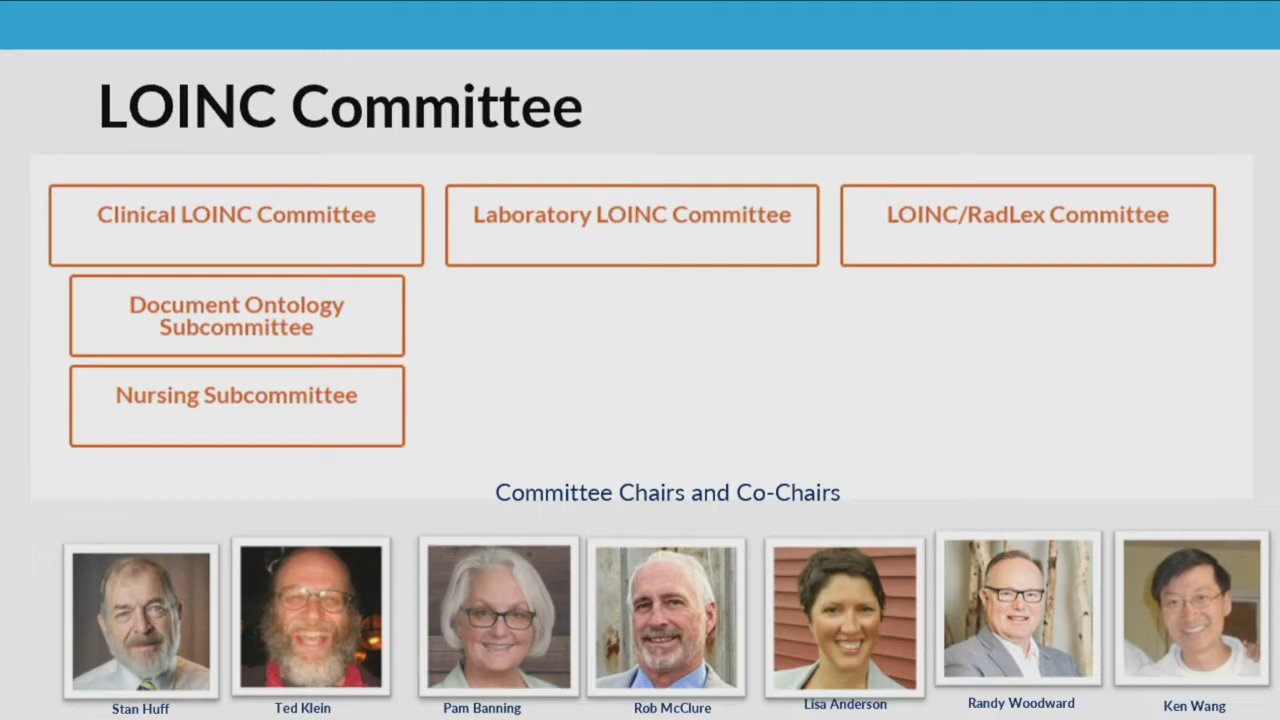 LOINC Committee
Clinical LOINC Committee
Laboratory LOINC Committee
LOINC/RadLex Committee
Document Ontology
Subcommittee
Nursing Subcommittee
Committee Chairs and Co-Chairs
Stan Huff
Ted Klein
Pam Banning
Rob McClure
Lisa Anderson
Randy Woodward
Ken Wang